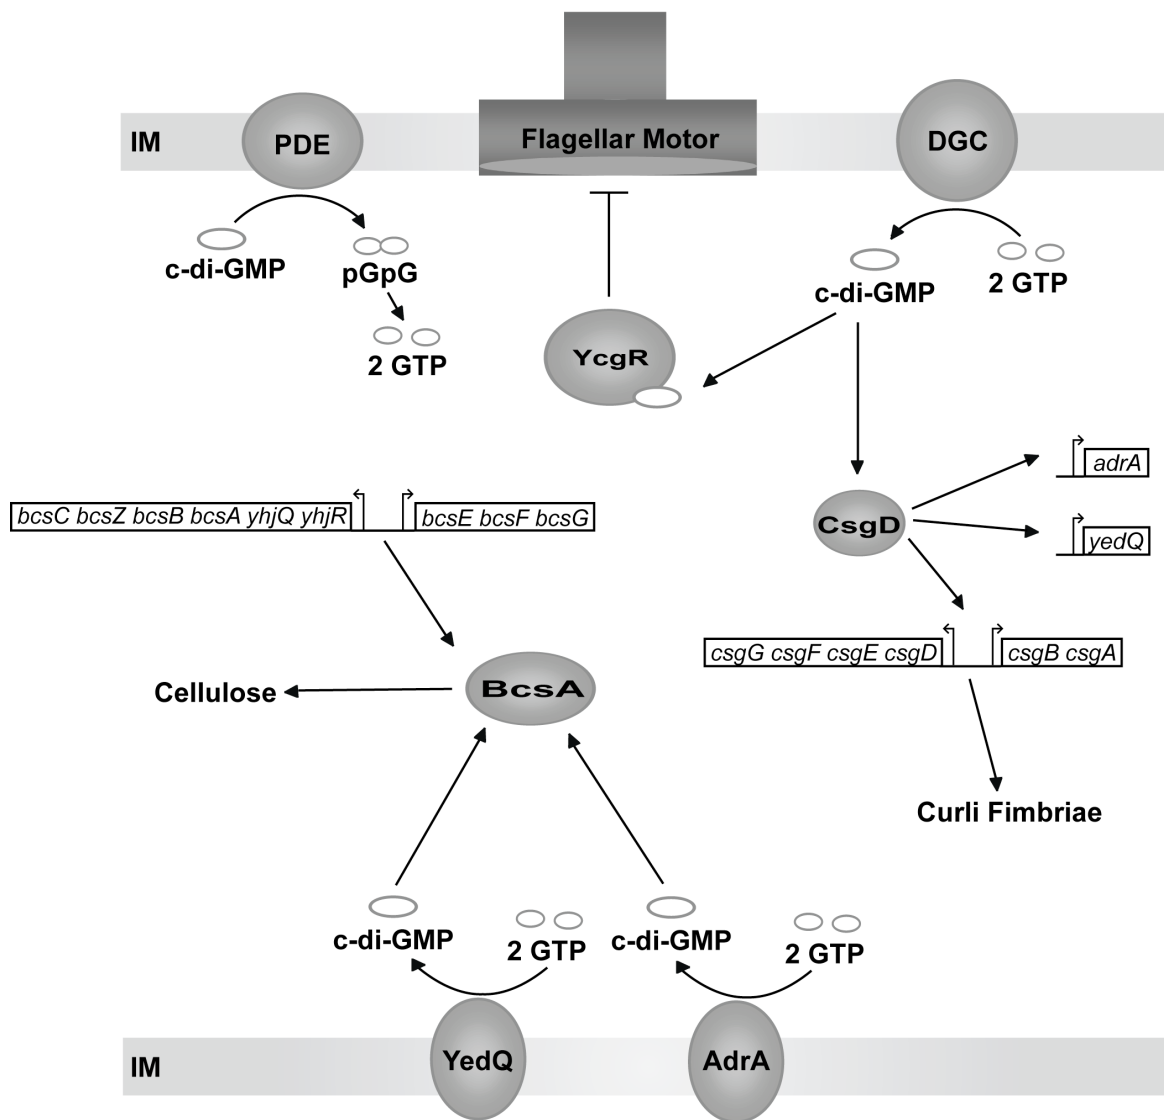 IM
PDE
Flagellar Motor
DGC
c-di-GMP
pGpG
2 GTP
c-di-GMP
2 GTP
YcgR
adrA
bcsC bcsZ bcsB bcsA yhjQ yhjR
bcsE bcsF bcsG
CsgD
yedQ
csgG csgF csgE csgD
csgB csgA
Cellulose
BcsA
Curli Fimbriae
c-di-GMP
2 GTP
c-di-GMP
2 GTP
IM
YedQ
AdrA